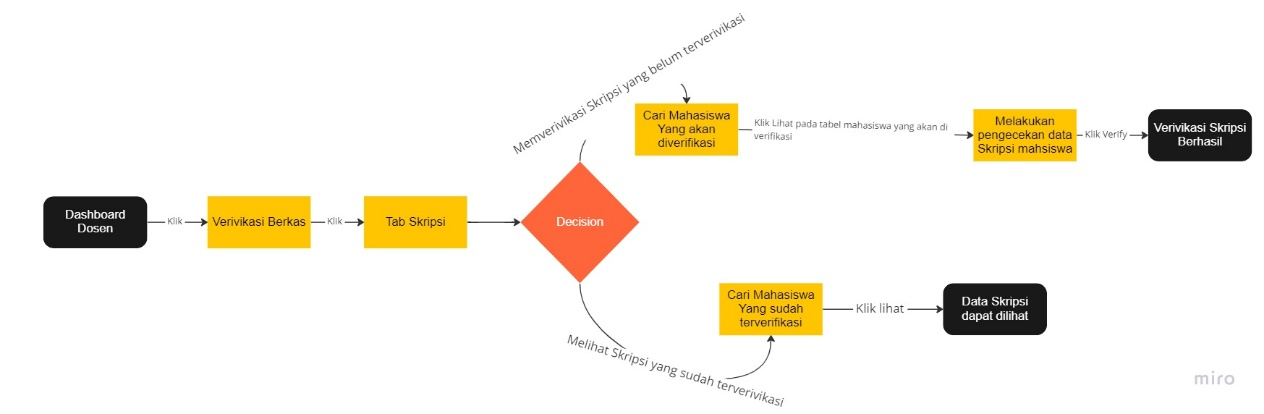 Memverivikasi Skripsi yang belum terverivikasi
Cari Mahasiswa
Yang akan
diverifikasi
Klik Lihat pada tabel mahasiswa yang akan di
verifikasi
Melakukan
pengecekan data
Skripsi mahsiswa
Klik Verify
Verivikasi Skripsi
Berhasil
Dashboard
Dosen
Klik
Verivikasi Berkas
Klik
Tab Skripsi
Decision
Melihat Skripsi yang sudah terverivikasi
Cari Mahasiswa
Yang sudah
terverifikasi
Klik lihat
Data Skripsi
dapat dilihat
miro